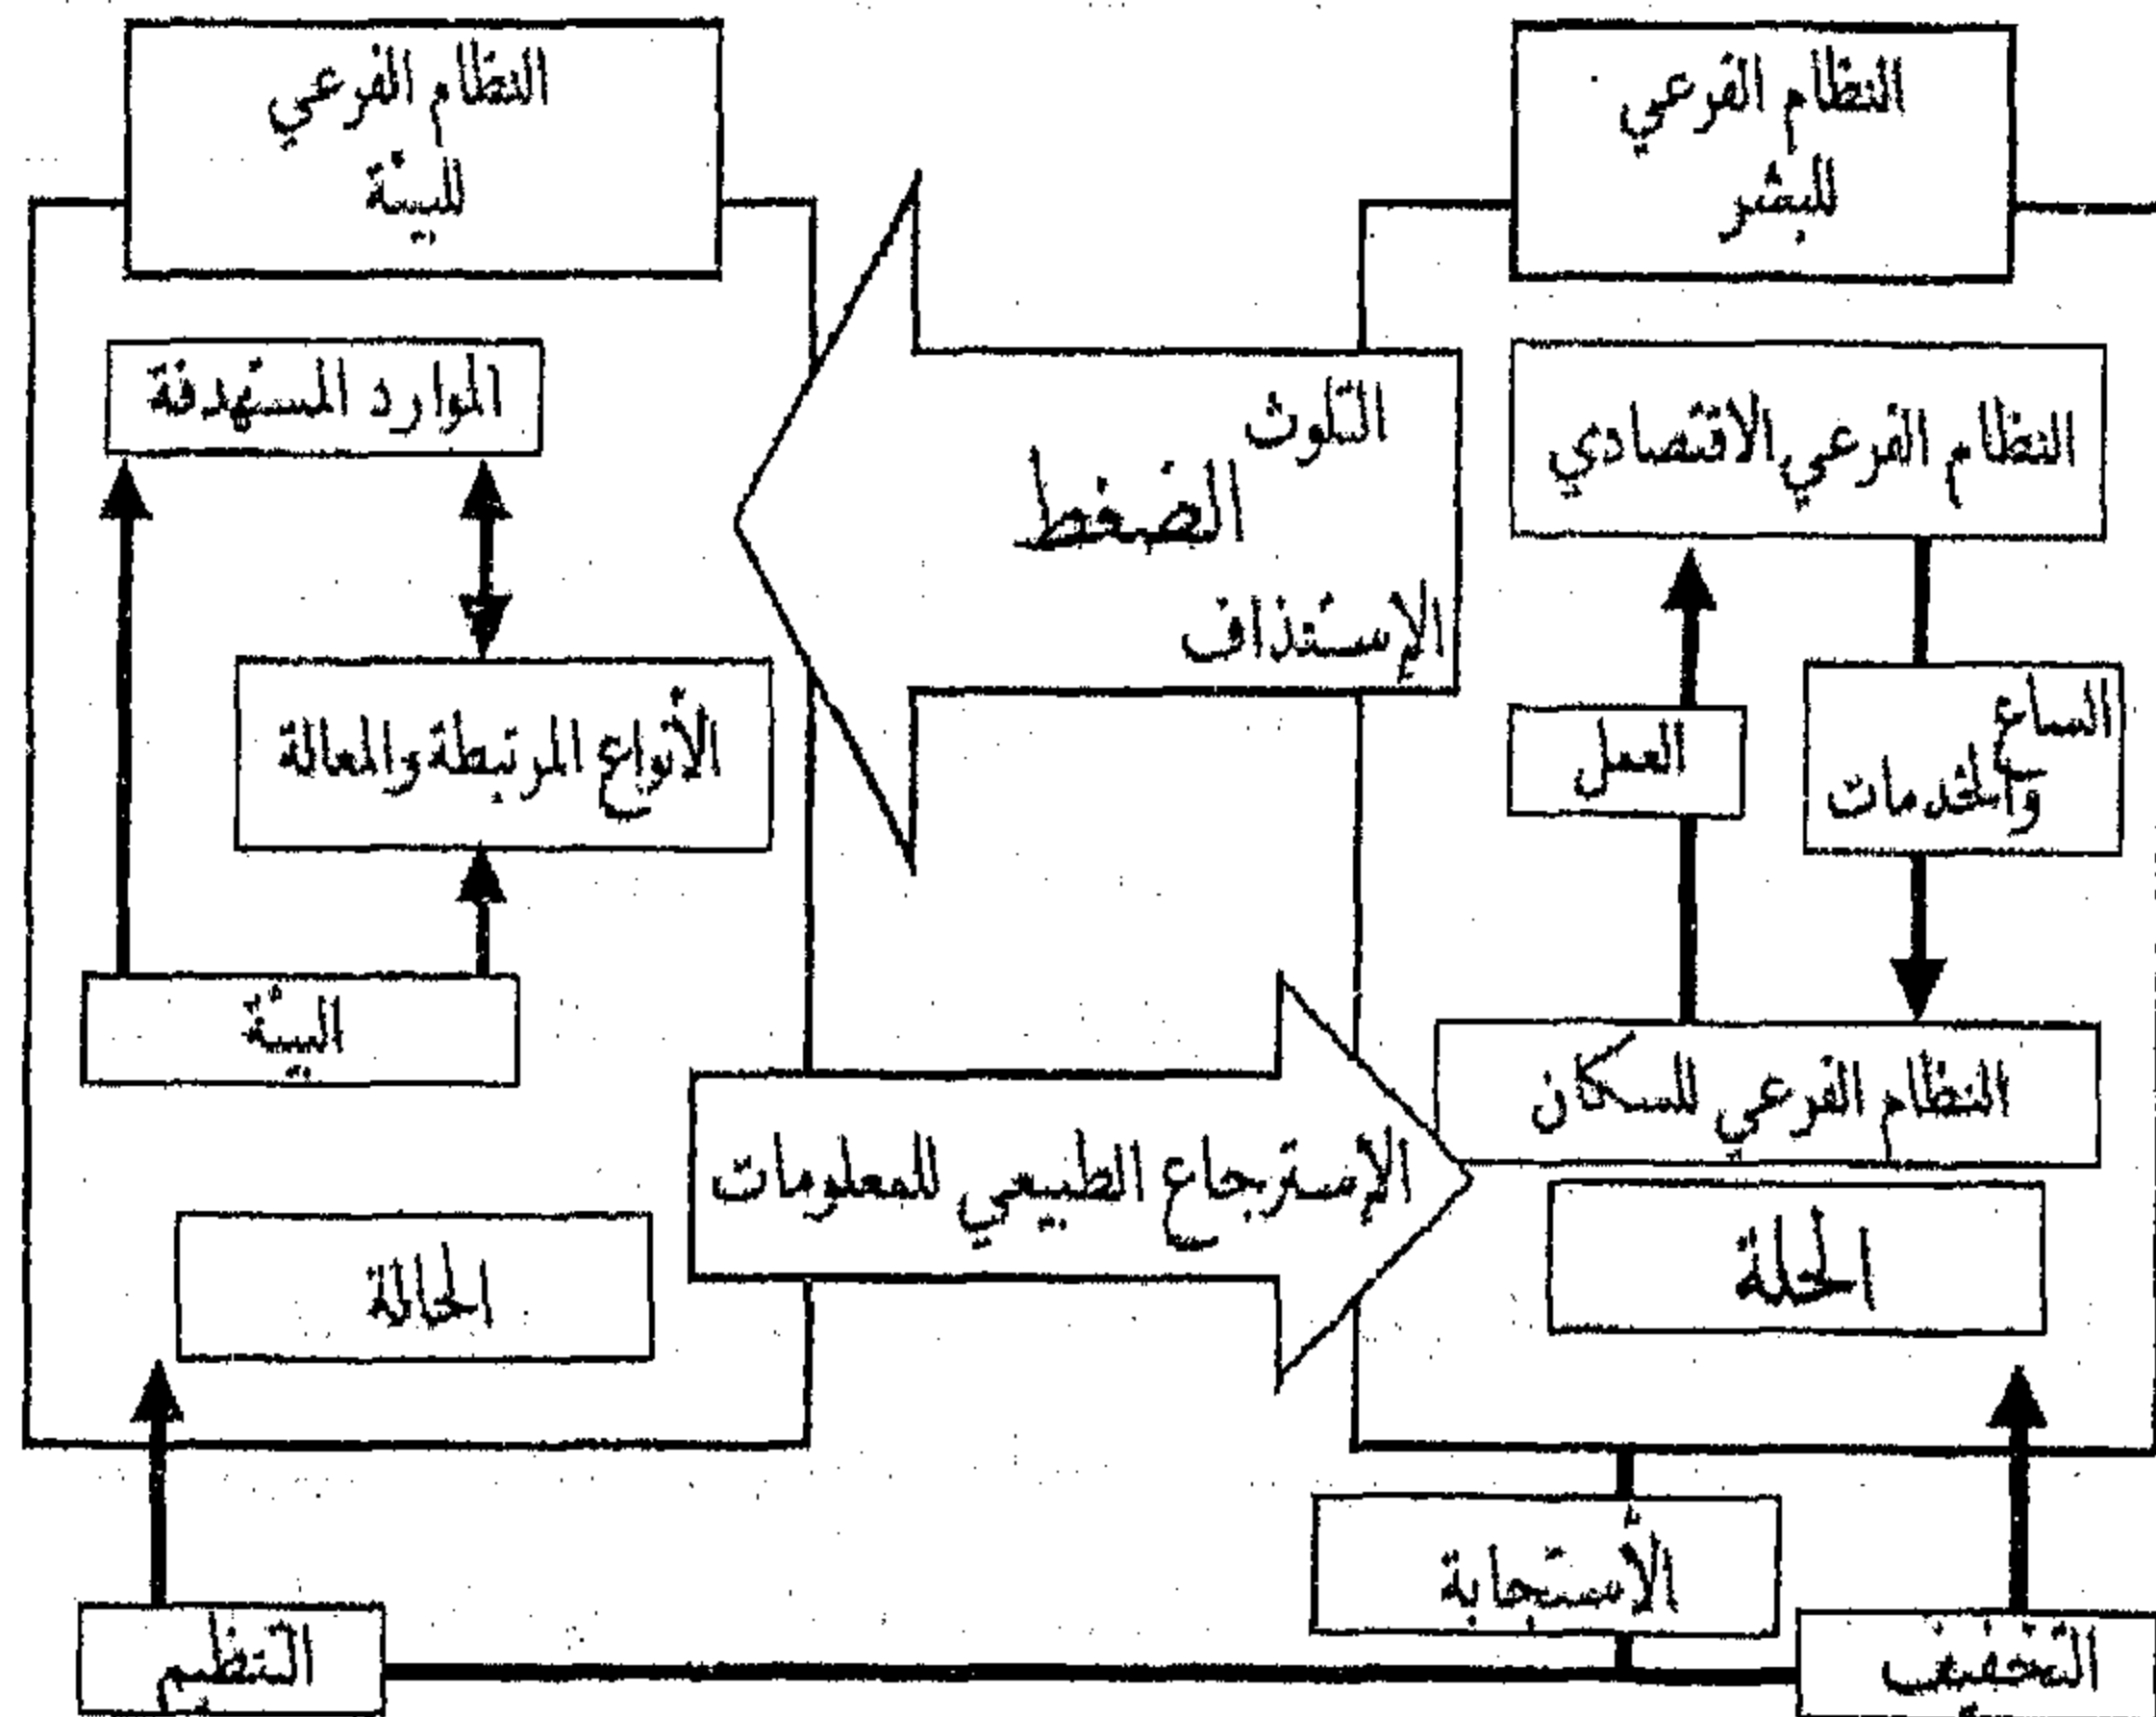 النظام الفرعي
للبشر
النظام الفرعي
للبيئة
النظام الفرعي الاقتصادي
التلوث
الضغط
الإستنذاف
الموارد المستهدفة
السلع
والخدمات
العمل
الأنواع المرتبطة والمعالة
البيئة
النظام الفرعي للسكان
الإسترجاع الطبيعي للمعلومات
الحالة
الحالة
الأستجابة
التخفيف
التنظيم